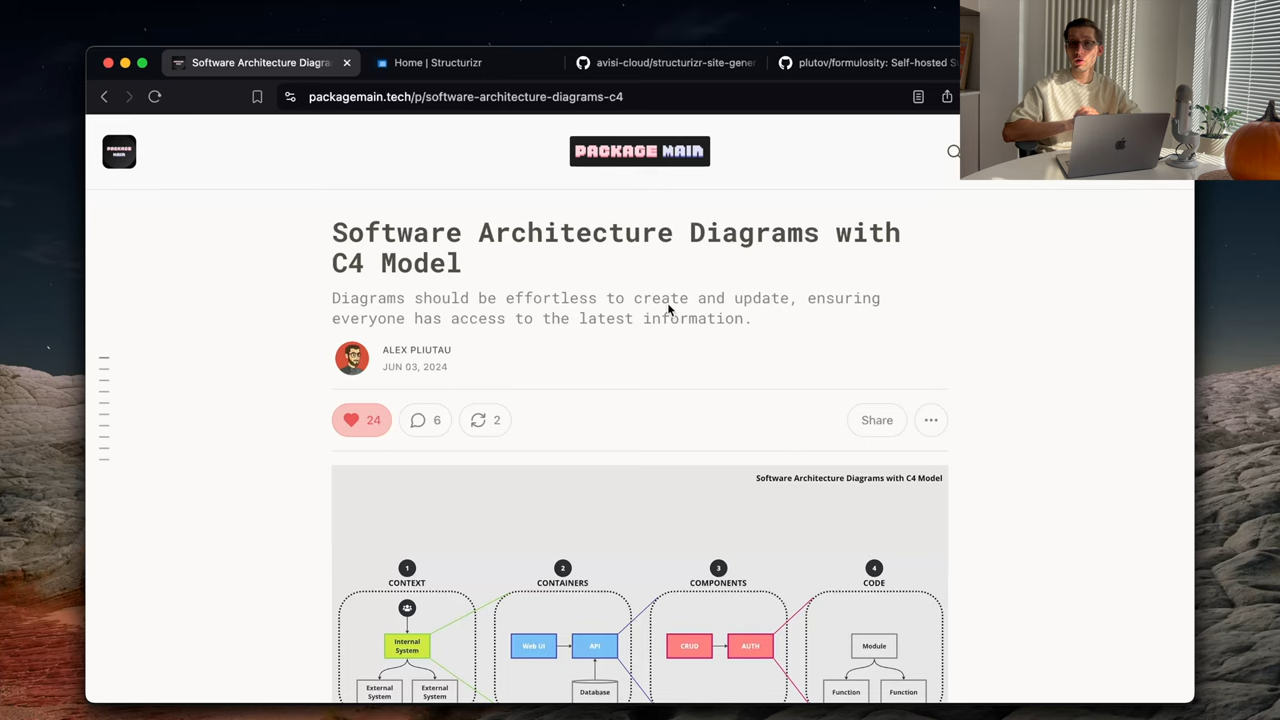 Software Architecture Diagra
Home | Structurizr
avisi-cloud/structurizr-site-gener
plutov/formulosity: Self-hosted S
packagemain.tech/p/software-architecture-diagrams-c4
PACKAGE MAIN
PACKAGE MAIN
Software Architecture Diagrams with
C4 Model
Diagrams should be effortless to create and update, ensuring
everyone has access to the latest information.
ALEX PLIUTAU
JUN 03, 2024
24
6
2
Share
Software Architecture Diagrams with C4 Model
1
2
3
4
CONTEXT
CONTAINERS
COMPONENTS
CODE
Internal
System
Web UI
API
CRUD
AUTH
Module
External
System
External
System
Database
Function
Function